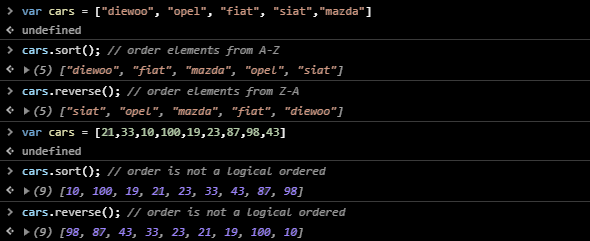 > var cars = ["diewoo", "opel", "fiat", "siat","mazda"]
< undefined
> cars.sort(); // order elements from A-Z
< ▶ (5) ["diewoo", "fiat", "mazda", "opel", "siat"]
> cars.reverse(); // order elements from Z-A
< ▶ (5) ["siat", "opel", "mazda", "fiat", "diewoo"]
> var cars = [21,33,10,100,19,23,87,98,43]
< undefined
> cars.sort(); // order is not a logical ordered
< ▶ (9) [10, 100, 19, 21, 23, 33, 43, 87, 98]
> cars.reverse(); // order is not a logical ordered
< ▶ (9) [98, 87, 43, 33, 23, 21, 19, 100, 10]